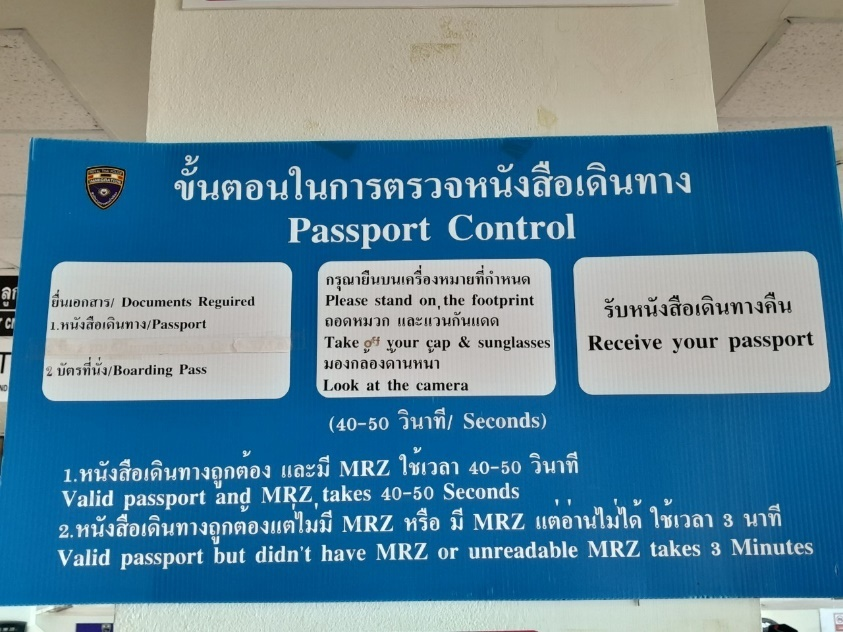 ขั้นตอนในการตรวจหนังสือเดินทาง
Passport Control
ยื่นเอกสาร/ Documents Reguired
1.หนังสือเดินทาง/Passport
2 บัตรที่นั่ง/Boarding Pass
กรุณายืนบนเครื่องหมายที่กำหนด
Please stand on the footprint
ถอดหมวก และแว่นกันแดด
Take off your cap & sunglasses
มองกล้องด้านหน้า
Look at the camera
รับหนังสือเดินทางคืน
Receive your passport
(40-50 วินาที/ Seconds)
1.หนังสือเดินทางถูกต้อง และมี MRZ ใช้เวลา 40-50 วินาที
Valid passport and MRZ takes 40-50 Seconds
2.หนังสือเดินทางถูกต้องแต่ไม่มี MRZ หรือ มี MRZ แต่อ่านไม่ได้ ใช้เวลา 3 นาที
Valid passport but didn't have MRZ or unreadable MRZ takes 3 Minutes